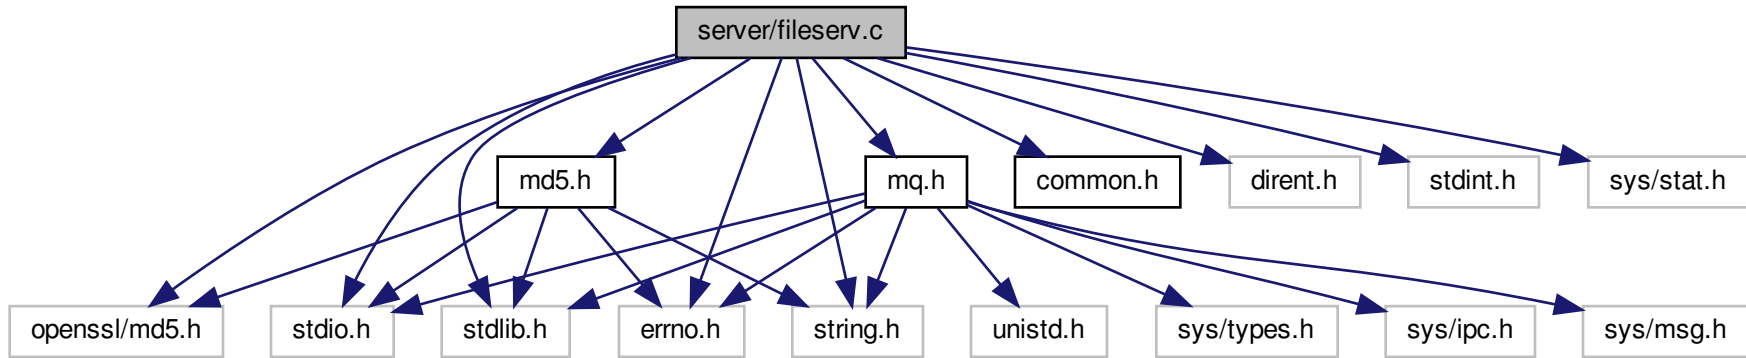 server/fileserv.c
md5.h
mq.h
common.h
dirent.h
stdint.h
sys/stat.h
openssl/md5.h
stdio.h
stdlib.h
errno.h
string.h
unistd.h
sys/types.h
sys/ipc.h
sys/msg.h